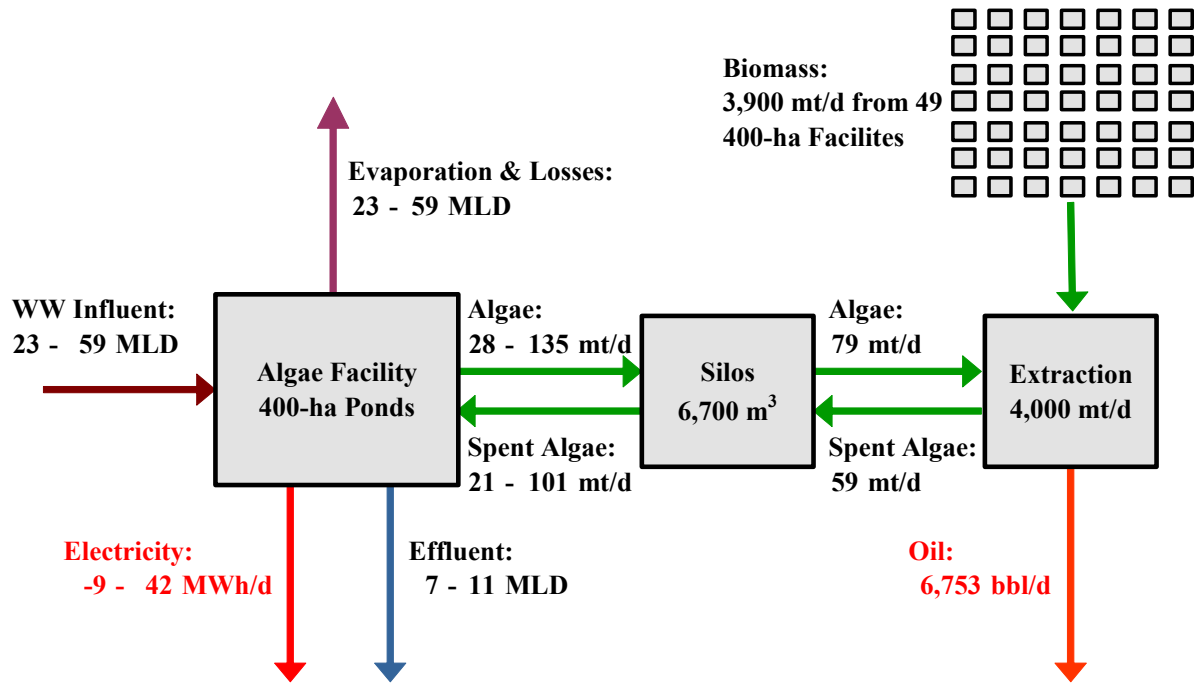 Biomass:
3,900 mt/d from 49
400-ha Facilites
Evaporation & Losses:
23 - 59 MLD
WW Influent:
23 - 59 MLD
Algae Facility
400-ha Ponds
Algae:
28 - 135 mt/d
Spent Algae:
21 - 101 mt/d
Silos
6,700 m³
Algae:
79 mt/d
Spent Algae:
59 mt/d
Extraction
4,000 mt/d
Electricity:
-9 - 42 MWh/d
Effluent:
7 - 11 MLD
Oil:
6,753 bbl/d